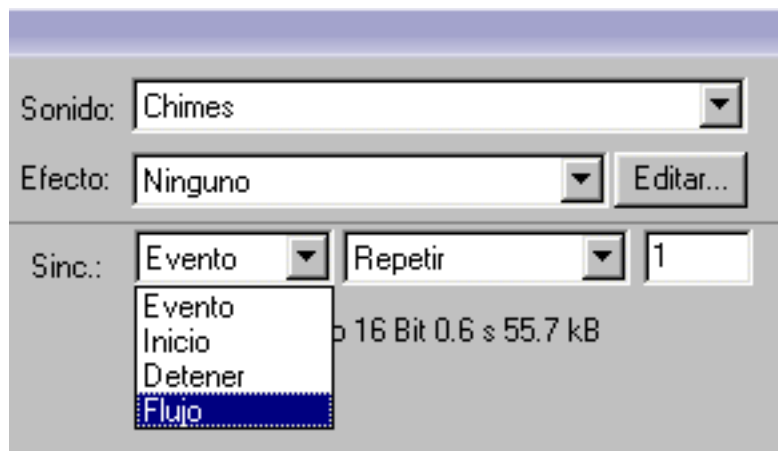 Sonido: Chimes
Efecto: Ninguno Editar...
Sinc.: Evento Repetir 1
Evento
Inicio
Detener
Flujo
16 Bit 0.6 s 55.7 kB